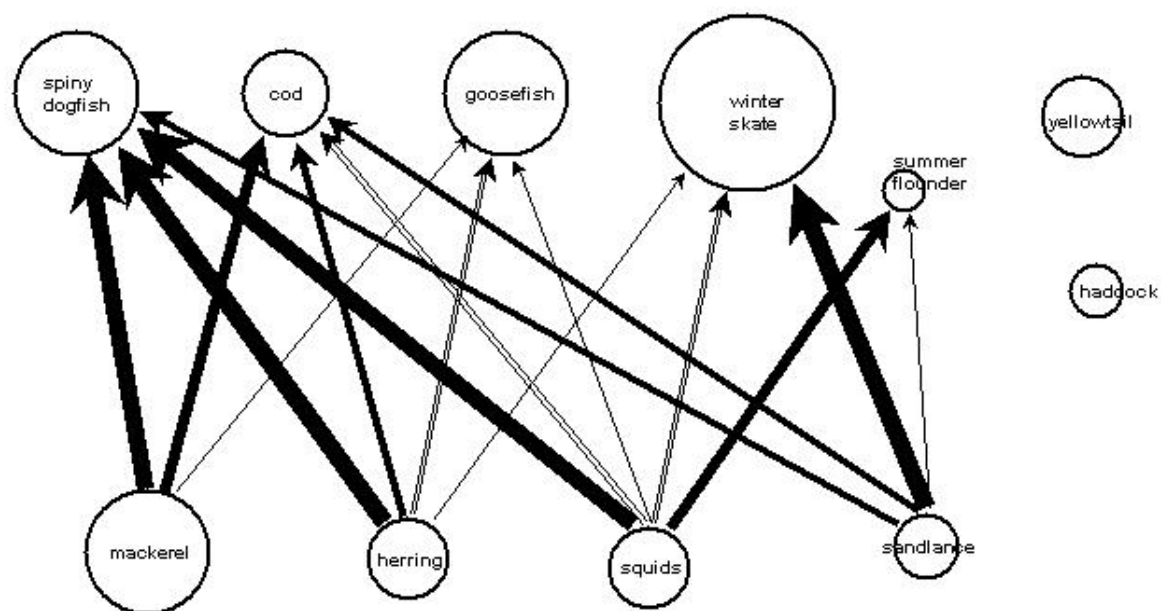 spiny
dogfish
cod
goosefish
winter
skate
yellowtail
summer
flounder
haddock
mackerel
herring
squids
sandlance